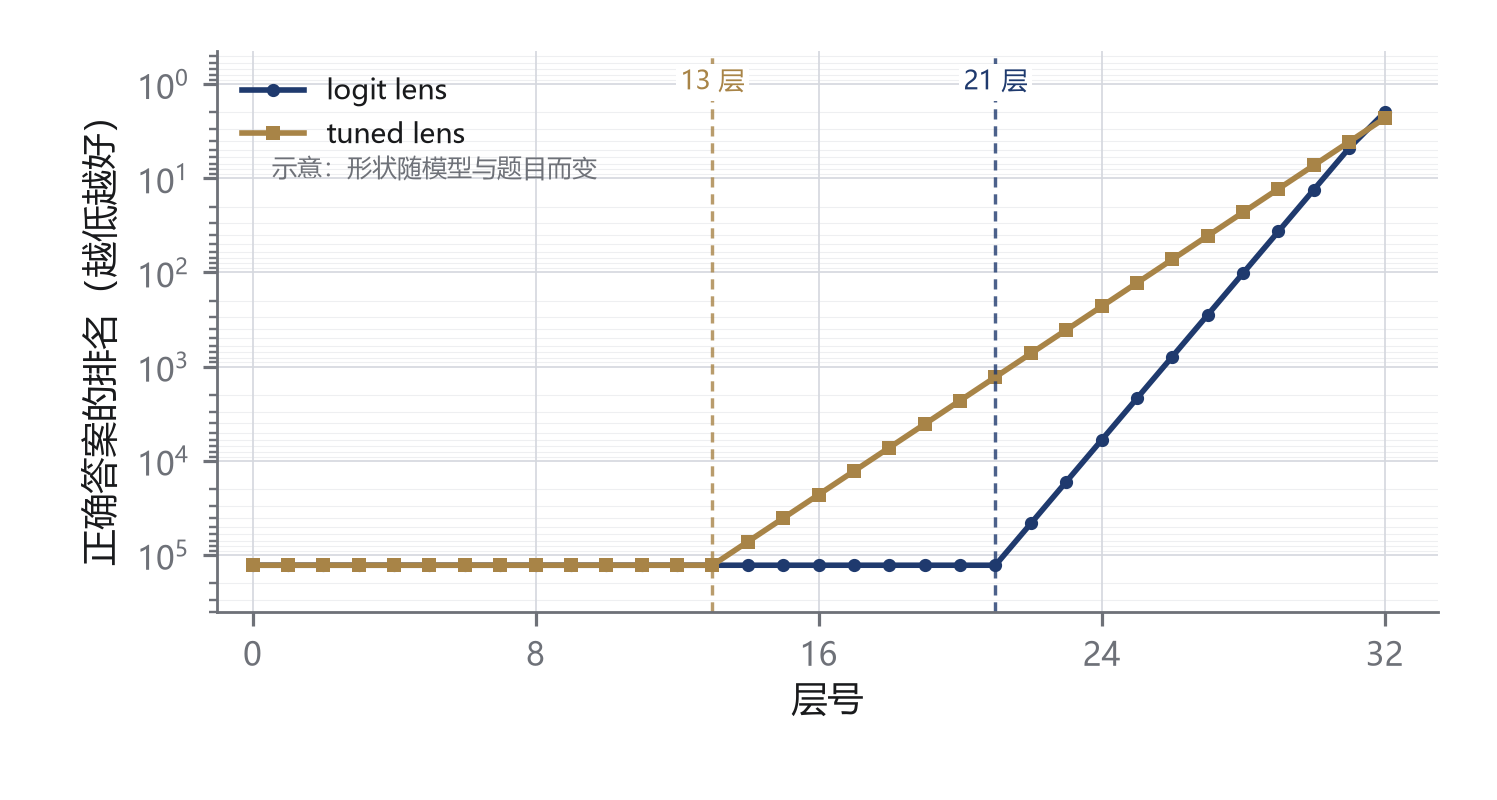 logit lens
tuned lens
示意：形状随模型与题目而变
13 层
21 层
正确答案的排名（越低越好）
10⁰
10¹
10²
10³
10⁴
10⁵
0
8
16
24
32
层号